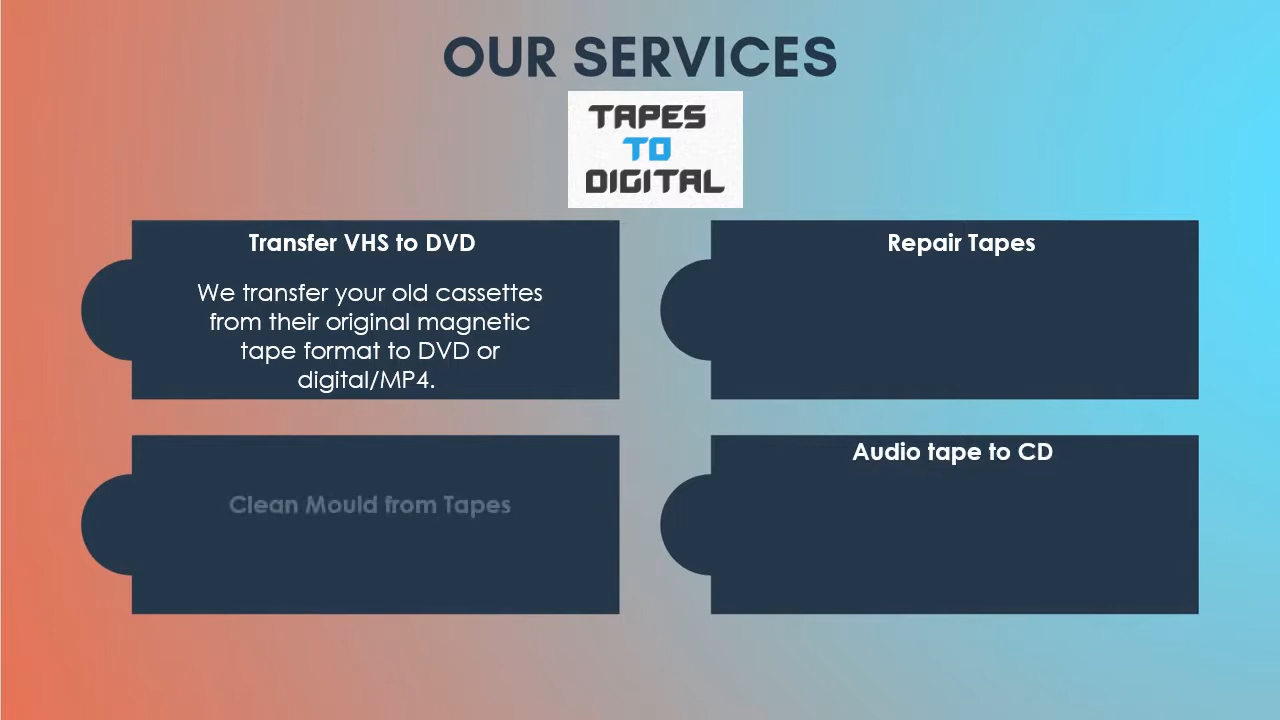 OUR SERVICES
TAPES
TO
DIGITAL
Transfer VHS to DVD
We transfer your old cassettes
from their original magnetic
tape format to DVD or
digital/MP4.
Repair Tapes
Clean Mould from Tapes
Audio tape to CD